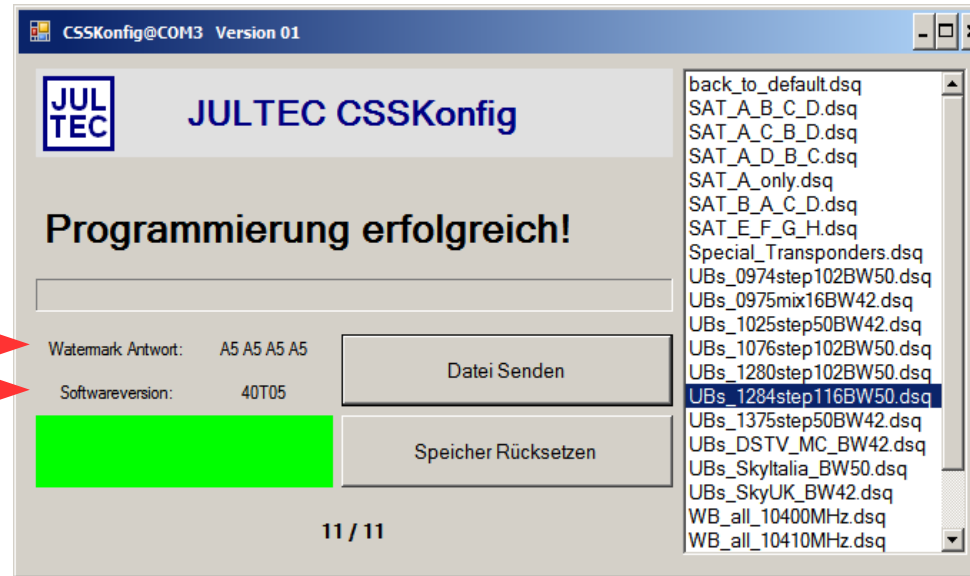 CSSKonfig@COM3 Version 01
JUL
TEC
JULTEC CSSKonfig
Programmierung erfolgreich!
Watermark Antwort: A5 A5 A5 A5
Softwareversion: 40T05
Datei Senden
Speicher Rücksetzen
11 / 11
back_to_default.dsq
SAT_A_B_C_D.dsq
SAT_A_C_B_D.dsq
SAT_A_D_B_C.dsq
SAT_A_only.dsq
SAT_B_A_C_D.dsq
SAT_E_F_G_H.dsq
Special_Transponders.dsq
UBs_0974step102BW50.dsq
UBs_0975mix16BW42.dsq
UBs_1025step50BW42.dsq
UBs_1076step102BW50.dsq
UBs_1280step102BW50.dsq
UBs_1284step116BW50.dsq
UBs_1375step50BW42.dsq
UBs_DSTV_MC_BW42.dsq
UBs_SkyItalia_BW50.dsq
UBs_SkyUK_BW42.dsq
WB_all_10400MHz.dsq
WB_all_10410MHz.dsq